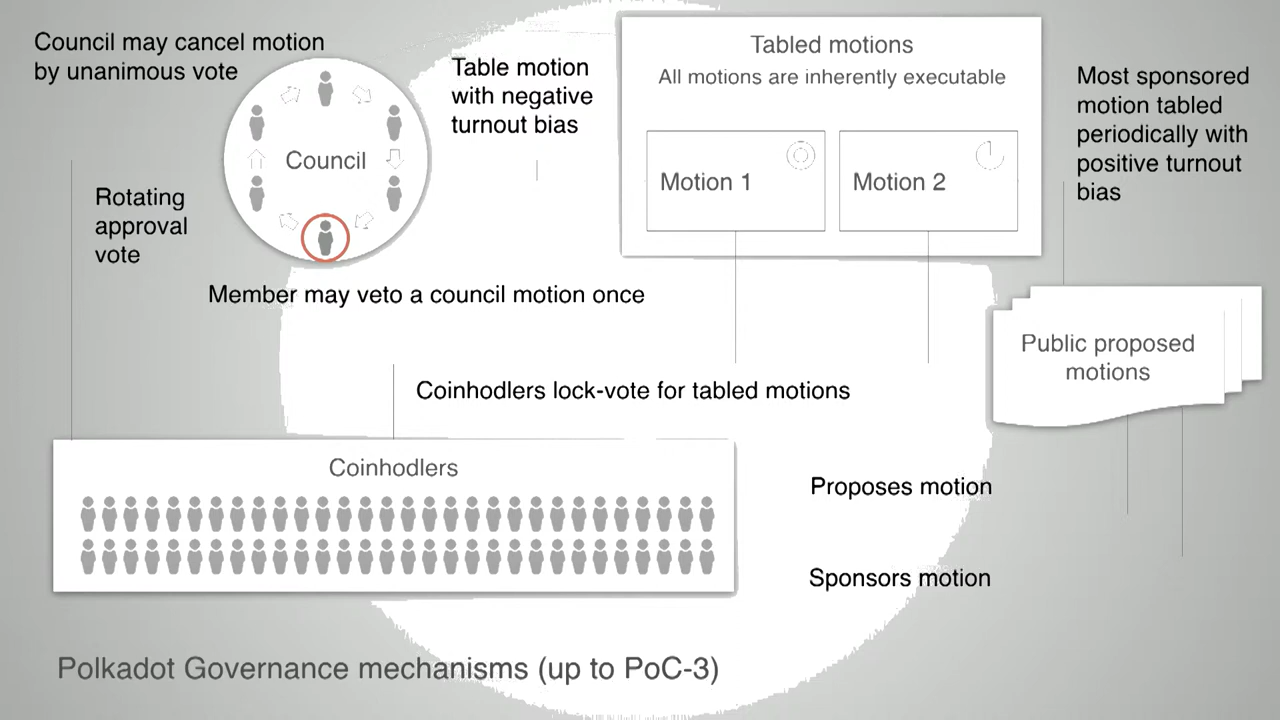 Council may cancel motion
by unanimous vote
Table motion
with negative
turnout bias
Tabled motions
All motions are inherently executable
Most sponsored
motion tabled
periodically with
positive turnout
bias
Council
Motion 1
Motion 2
Rotating
approval
vote
Member may veto a council motion once
Public proposed
motions
Coinhodlers lock-vote for tabled motions
Coinhodlers
Proposes motion
Sponsors motion
Polkadot Governance mechanisms (up to PoC-3)